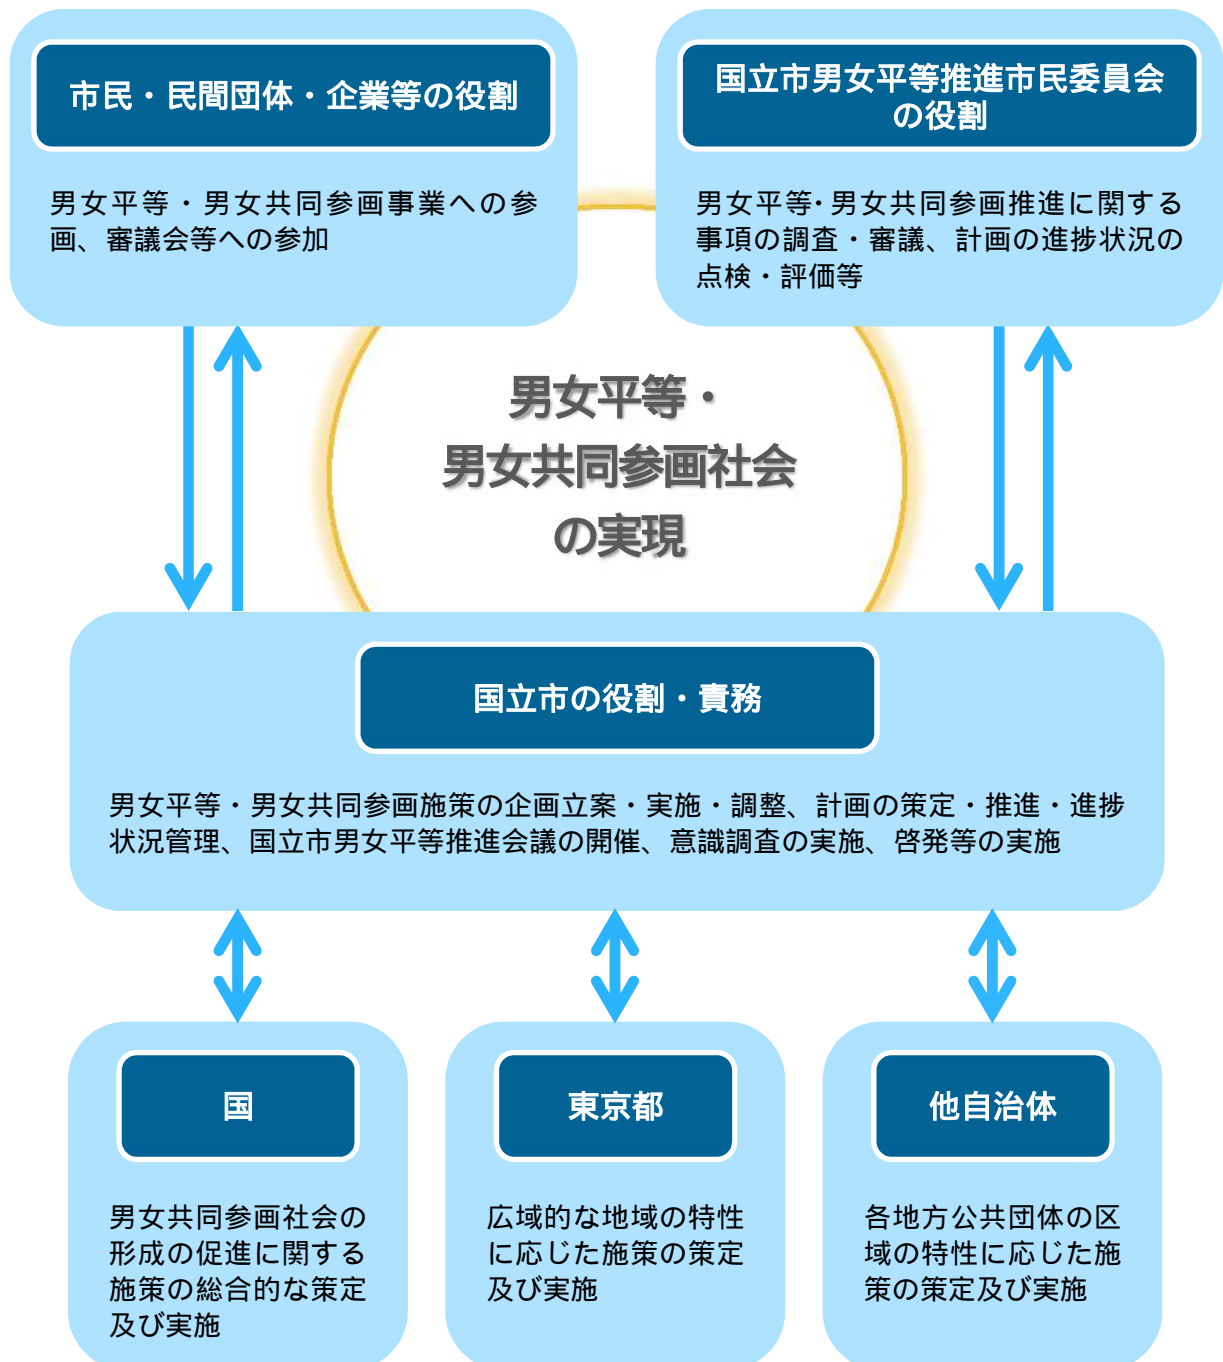 市民・民間団体・企業等の役割
男女平等・男女共同参画事業への参
画、審議会等への参加
国立市男女平等推進市民委員会
の役割
男女平等・男女共同参画推進に関する
事項の調査・審議、計画の進捗状況の
点検・評価等
男女平等・
男女共同参画社会
の実現
国立市の役割・責務
男女平等・男女共同参画施策の企画立案・実施・調整、計画の策定・推進・進捗
状況管理、国立市男女平等推進会議の開催、意識調査の実施、啓発等の実施
国
男女共同参画社会の
形成の促進に関する
施策の総合的な策定
及び実施
東京都
広域的な地域の特性
に応じた施策の策定
及び実施
他自治体
各地方公共団体の区
域の特性に応じた施
策の策定及び実施